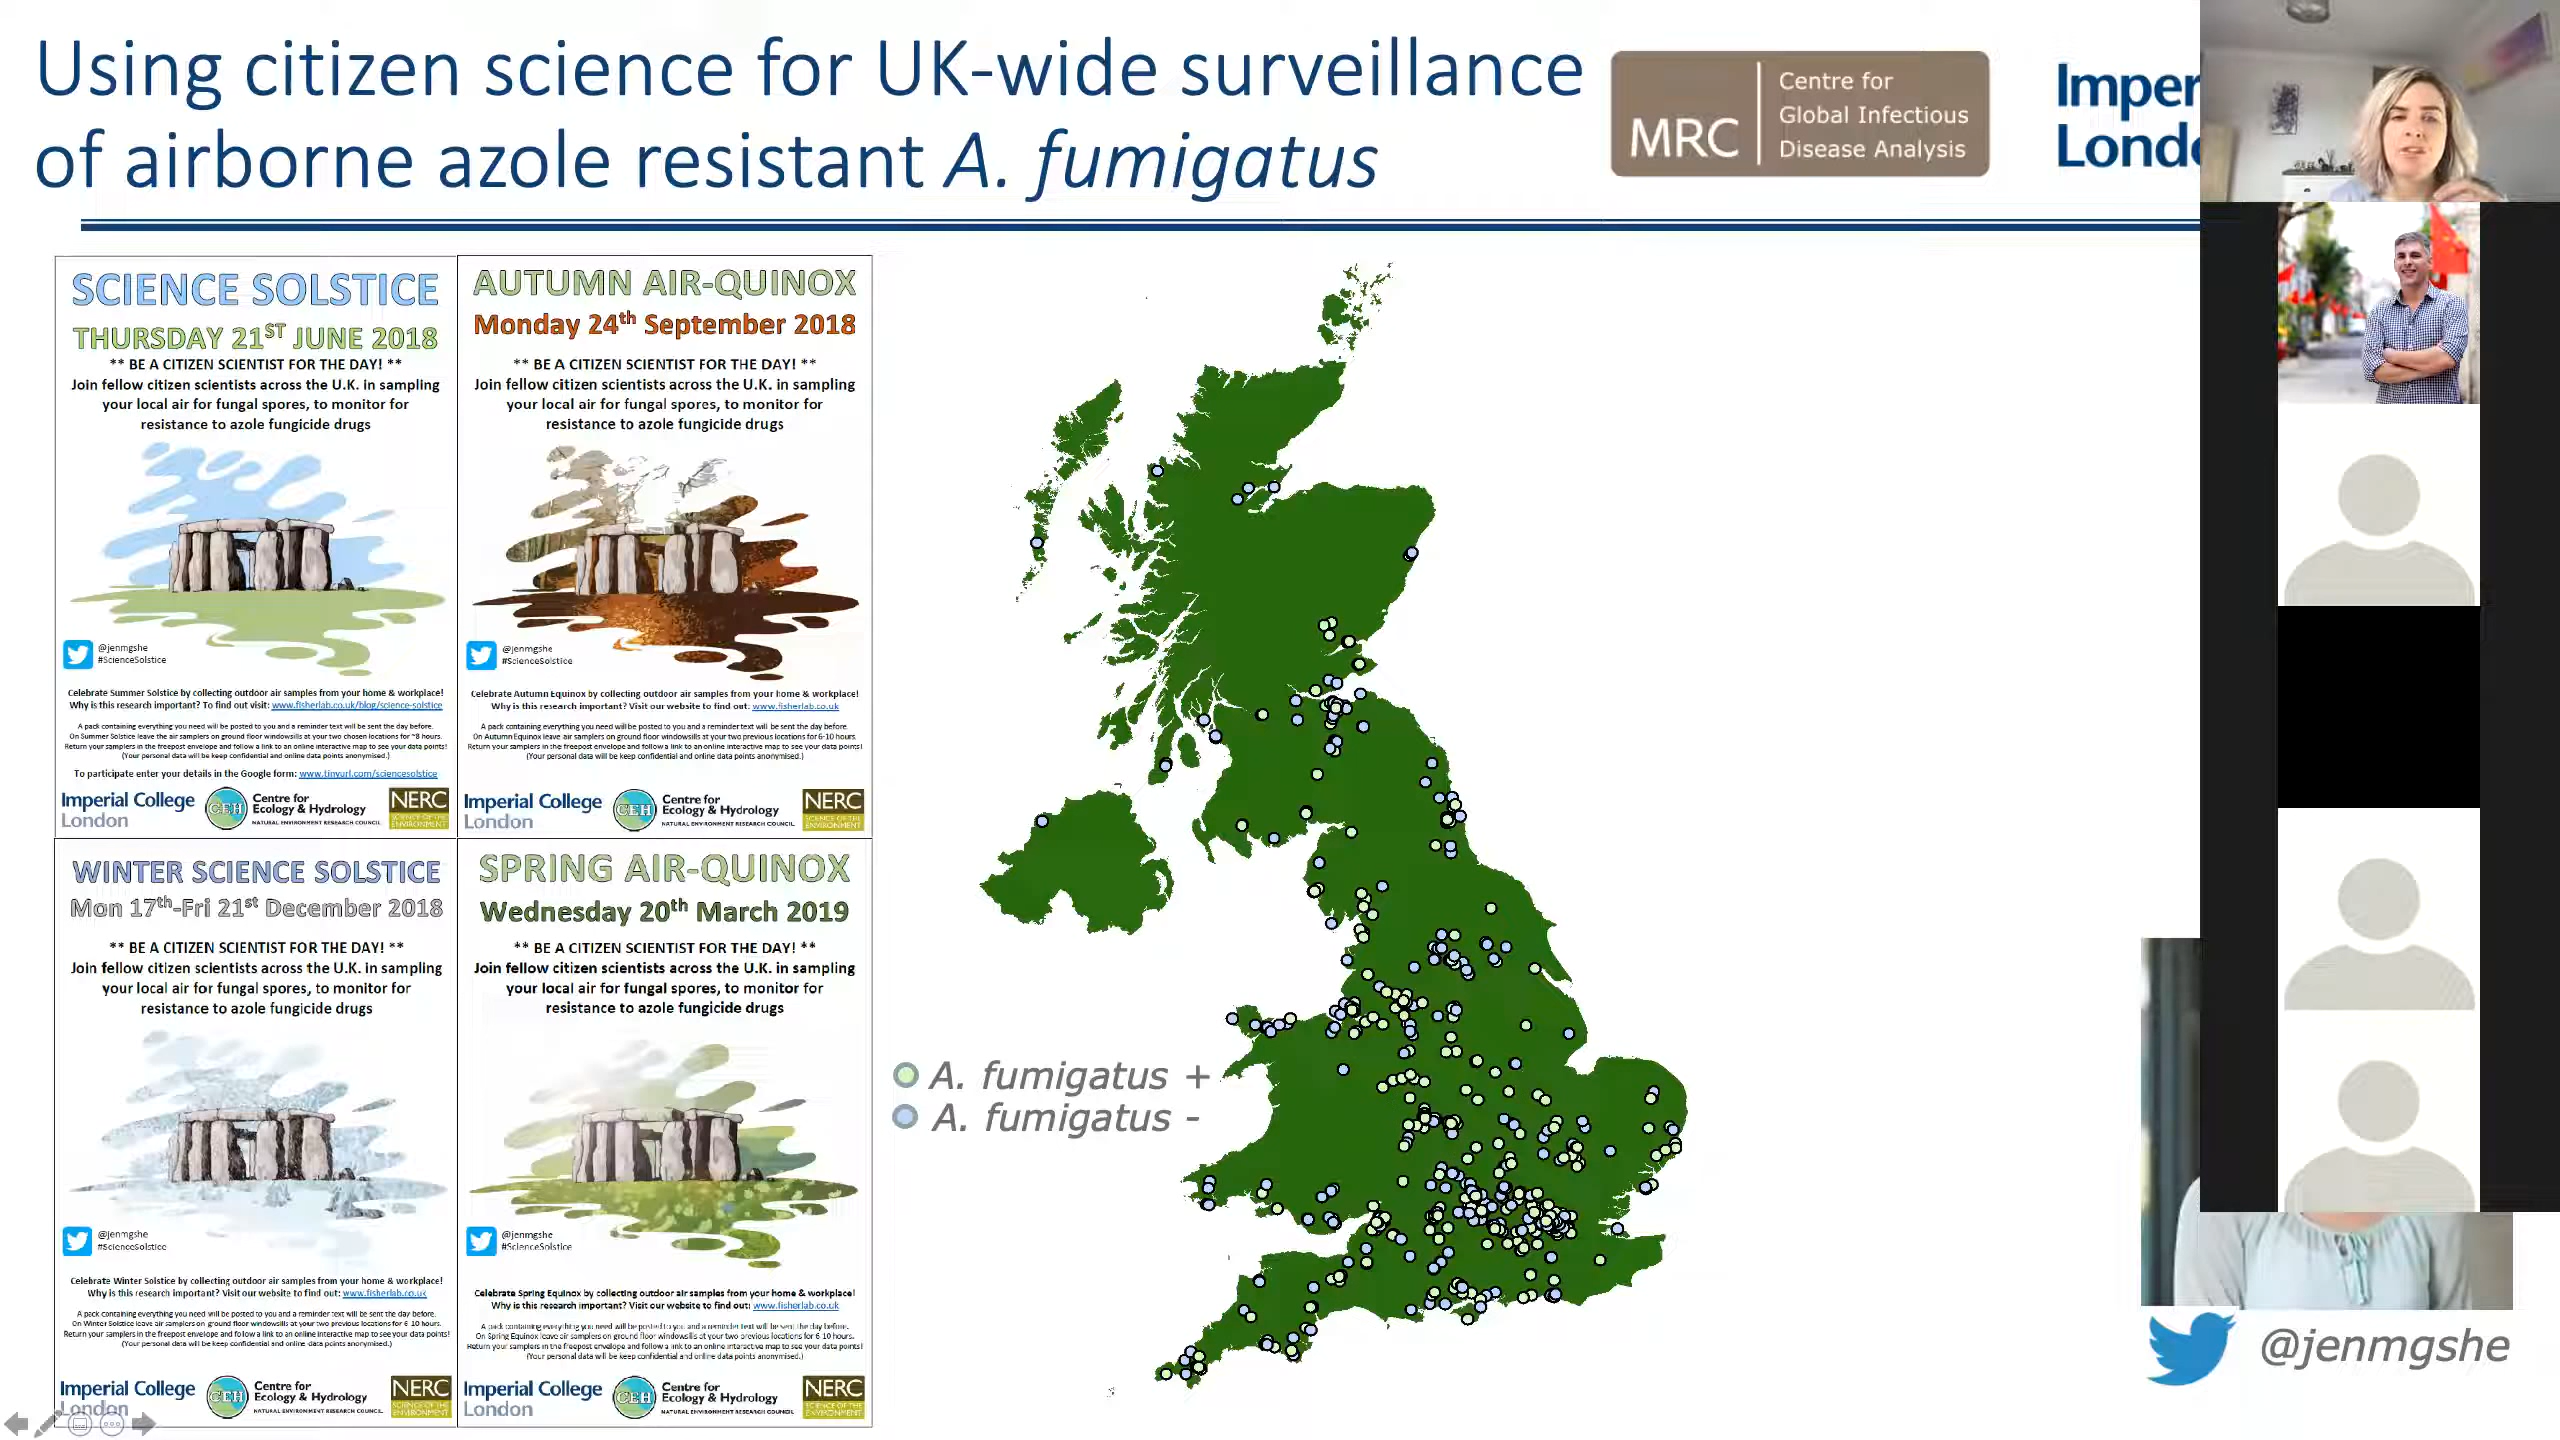 Using citizen science for UK-wide surveillance
of airborne azole resistant A. fumigatus
MRC
Centre for
Global Infectious
Disease Analysis
Imper
Londo
SCIENCE SOLSTICE
THURSDAY 21ST JUNE 2018
** BE A CITIZEN SCIENTIST FOR THE DAY! **
Join fellow citizen scientists across the U.K. in sampling
your local air for fungal spores, to monitor for
resistance to azole fungicide drugs
@jenmgshe
#ScienceSolstice
Celebrate Summer Solstice by collecting outdoor air samples from your home & workplace!
Why is this research important? To find out visit: www.fisherlab.co.uk/blog/science-solstice
A pack containing everything you need will be posted to you and a reminder text will be sent the day before.
On Summer Solstice leave the air samplers on ground floor windowsills at your two chosen locations for ~8 hours.
Return your samplers in the freepost envelope and follow a link to an online interactive map to see your data points!
(Your personal data will be keep confidential and online data points anonymised.)
To participate enter your details in the Google form: www.tinyurl.com/sciencesolstice
Imperial College
London
CEH
Centre for
Ecology & Hydrology
NATURAL ENVIRONMENT RESEARCH COUNCIL
NERC
SCIENCE OF THE
ENVIRONMENT
AUTUMN AIR-QUINOX
Monday 24th September 2018
** BE A CITIZEN SCIENTIST FOR THE DAY! **
Join fellow citizen scientists across the U.K. in sampling
your local air for fungal spores, to monitor for
resistance to azole fungicide drugs
@jenmgshe
#ScienceSolstice
Celebrate Autumn Equinox by collecting outdoor air samples from your home & workplace!
Why is this research important? Visit our website to find out: www.fisherlab.co.uk
A pack containing everything you need will be posted to you and a reminder text will be sent the day before.
On Autumn Equinox leave air samplers on ground floor windowsills at your two previous locations for 6-10 hours.
Return your samplers in the freepost envelope and follow a link to an online interactive map to see your data points!
(Your personal data will be keep confidential and online data points anonymised.)
Imperial College
London
CEH
Centre for
Ecology & Hydrology
NATURAL ENVIRONMENT RESEARCH COUNCIL
NERC
SCIENCE OF THE
ENVIRONMENT
WINTER SCIENCE SOLSTICE
Mon 17th-Fri 21st December 2018
** BE A CITIZEN SCIENTIST FOR THE DAY! **
Join fellow citizen scientists across the U.K. in sampling
your local air for fungal spores, to monitor for
resistance to azole fungicide drugs
@jenmgshe
#ScienceSolstice
Celebrate Winter Solstice by collecting outdoor air samples from your home & workplace!
Why is this research important? Visit our website to find out: www.fisherlab.co.uk
A pack containing everything you need will be posted to you and a reminder text will be sent the day before.
On Winter Solstice leave air samplers on ground floor windowsills at your two previous locations for 6-10 hours.
Return your samplers in the freepost envelope and follow a link to an online interactive map to see your data points!
(Your personal data will be keep confidential and online data points anonymised.)
Imperial College
London
CEH
Centre for
Ecology & Hydrology
NATURAL ENVIRONMENT RESEARCH COUNCIL
NERC
SCIENCE OF THE
ENVIRONMENT
SPRING AIR-QUINOX
Wednesday 20th March 2019
** BE A CITIZEN SCIENTIST FOR THE DAY! **
Join fellow citizen scientists across the U.K. in sampling
your local air for fungal spores, to monitor for
resistance to azole fungicide drugs
@jenmgshe
#ScienceSolstice
Celebrate Spring Equinox by collecting outdoor air samples from your home & workplace!
Why is this research important? Visit our website to find out: www.fisherlab.co.uk
A pack containing everything you need will be posted to you and a reminder text will be sent the day before.
On Spring Equinox leave air samplers on ground floor windowsills at your two previous locations for 6-10 hours.
Return your samplers in the freepost envelope and follow a link to an online interactive map to see your data points!
(Your personal data will be keep confidential and online data points anonymised.)
Imperial College
London
CEH
Centre for
Ecology & Hydrology
NATURAL ENVIRONMENT RESEARCH COUNCIL
NERC
SCIENCE OF THE
ENVIRONMENT
A. fumigatus +
A. fumigatus -
@jenmgshe